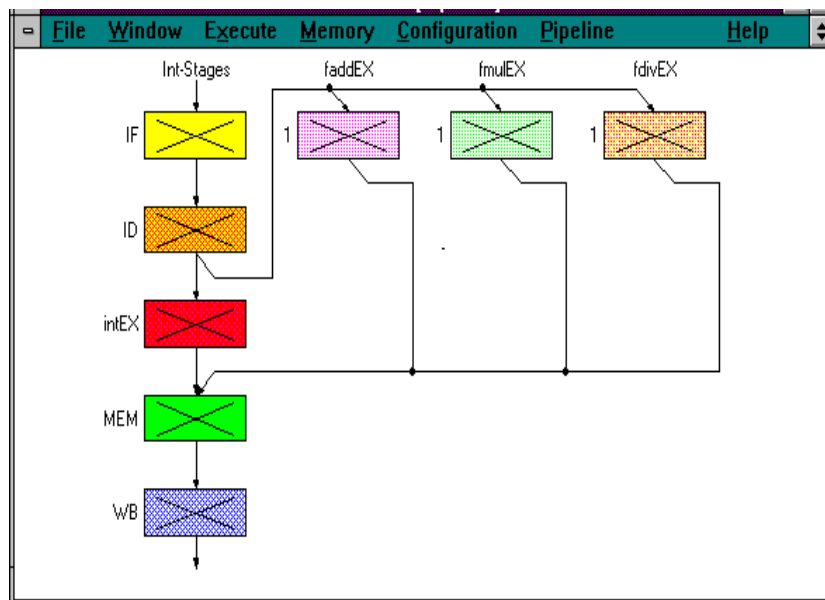 File Window Execute Memory Configuration Pipeline Help
Int-Stages faddEX fmulEX fdivEX
IF 1 1 1
ID
intEX
MEM
WB